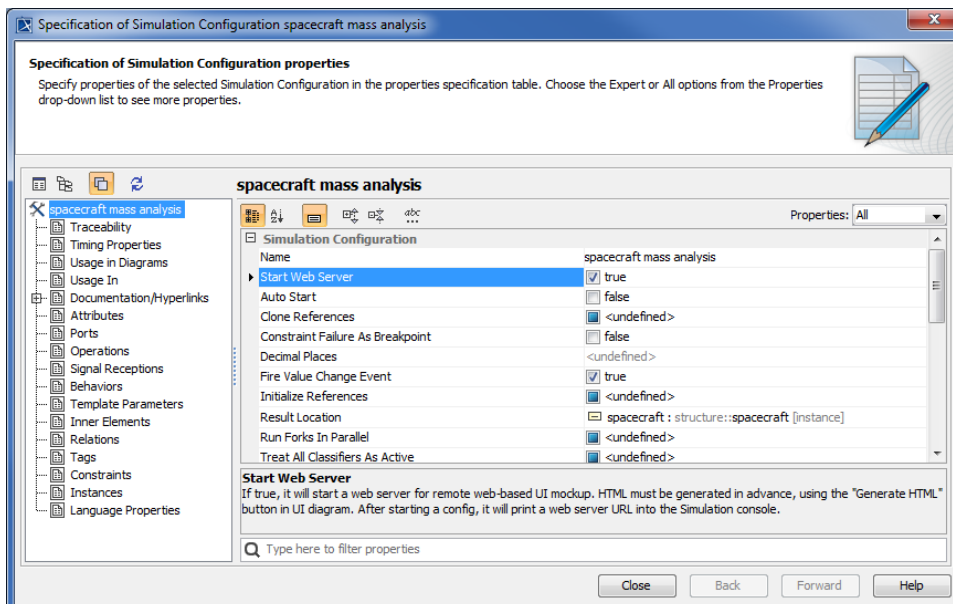 Specification of Simulation Configuration spacecraft mass analysis
Specification of Simulation Configuration properties
Specify properties of the selected Simulation Configuration in the properties specification table. Choose the Expert or All options from the Properties
drop-down list to see more properties.
spacecraft mass analysis
Traceability
Timing Properties
Usage in Diagrams
Usage In
Documentation/Hyperlinks
Attributes
Ports
Operations
Signal Receptions
Behaviors
Template Parameters
Inner Elements
Relations
Tags
Constraints
Instances
Language Properties
spacecraft mass analysis
abc Properties: All
Simulation Configuration
Name spacecraft mass analysis
Start Web Server true
Auto Start false
Clone References <undefined>
Constraint Failure As Breakpoint false
Decimal Places <undefined>
Fire Value Change Event true
Initialize References <undefined>
Result Location spacecraft : structure::spacecraft [instance]
Run Forks In Parallel <undefined>
Treat All Classifiers As Active <undefined>
Start Web Server
If true, it will start a web server for remote web-based UI mockup. HTML must be generated in advance, using the "Generate HTML"
button in UI diagram. After starting a config, it will print a web server URL into the Simulation console.
Type here to filter properties
Close Back Forward Help